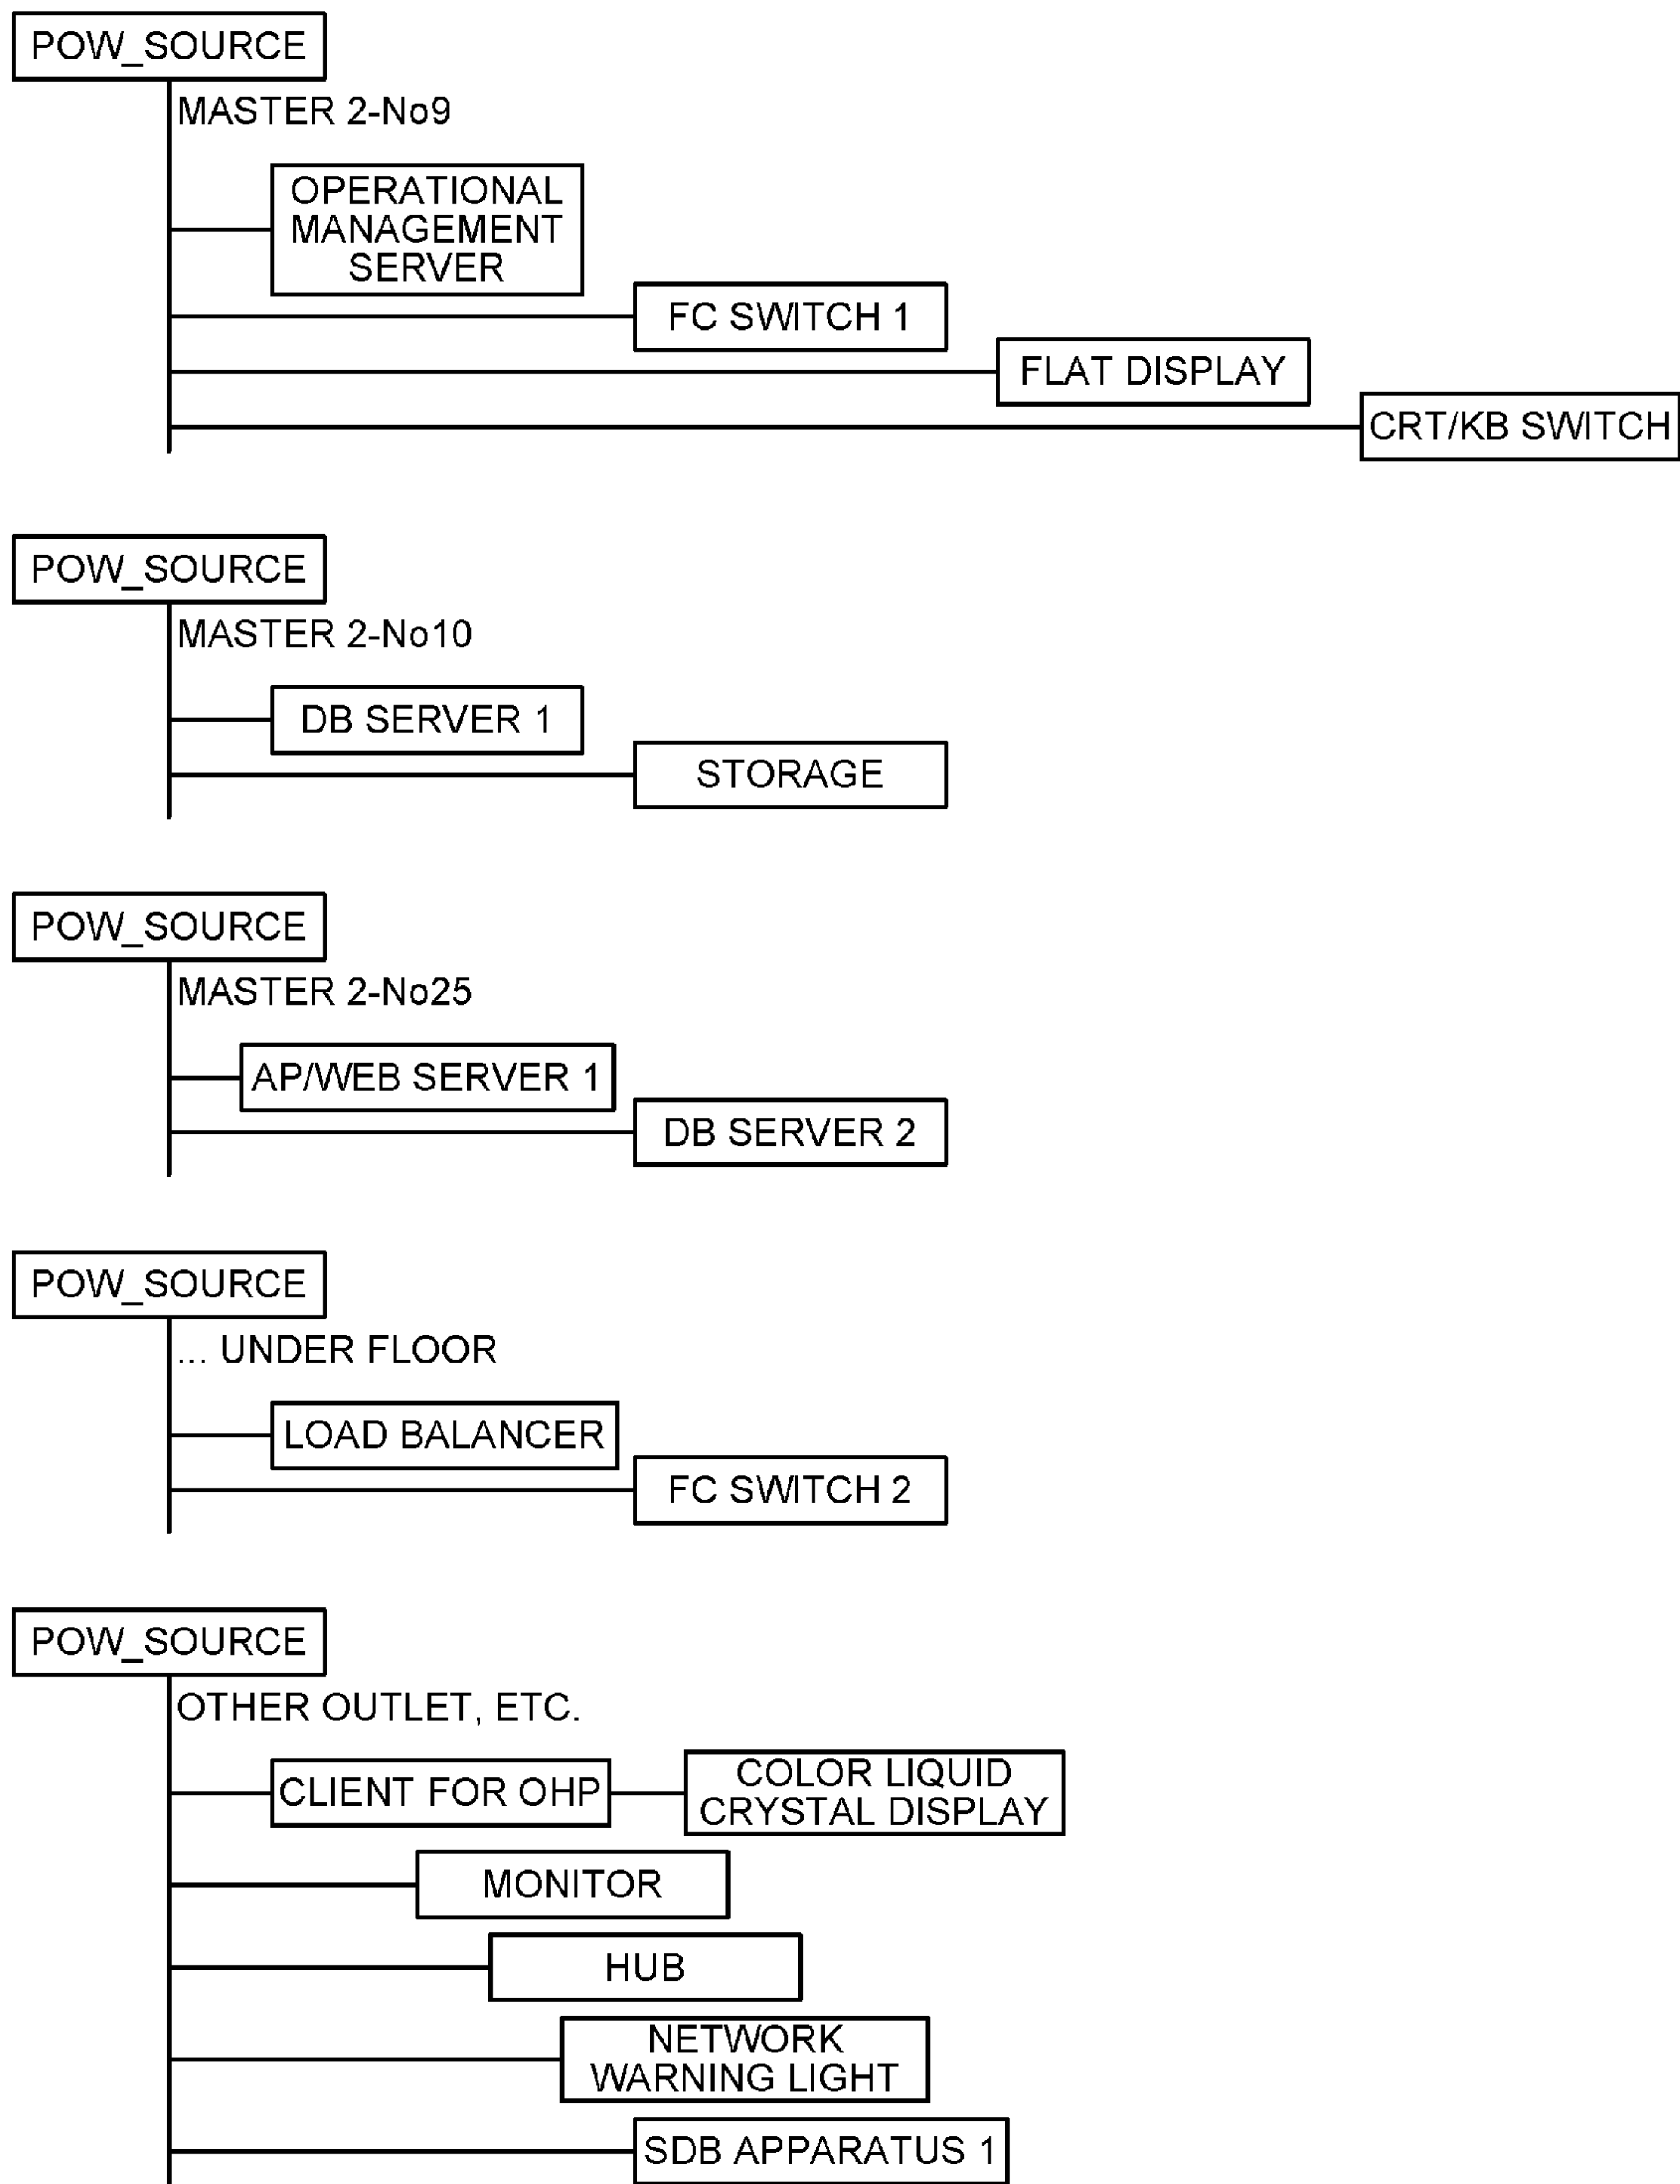 POW_SOURCE
MASTER 2-No9
OPERATIONAL
MANAGEMENT
SERVER
FC SWITCH 1
FLAT DISPLAY
CRT/KB SWITCH
POW_SOURCE
MASTER 2-No10
DB SERVER 1
STORAGE
POW_SOURCE
MASTER 2-No25
AP/WEB SERVER 1
DB SERVER 2
POW_SOURCE
... UNDER FLOOR
LOAD BALANCER
FC SWITCH 2
POW_SOURCE
OTHER OUTLET, ETC.
CLIENT FOR OHP
COLOR LIQUID
CRYSTAL DISPLAY
MONITOR
HUB
NETWORK
WARNING LIGHT
SDB APPARATUS 1